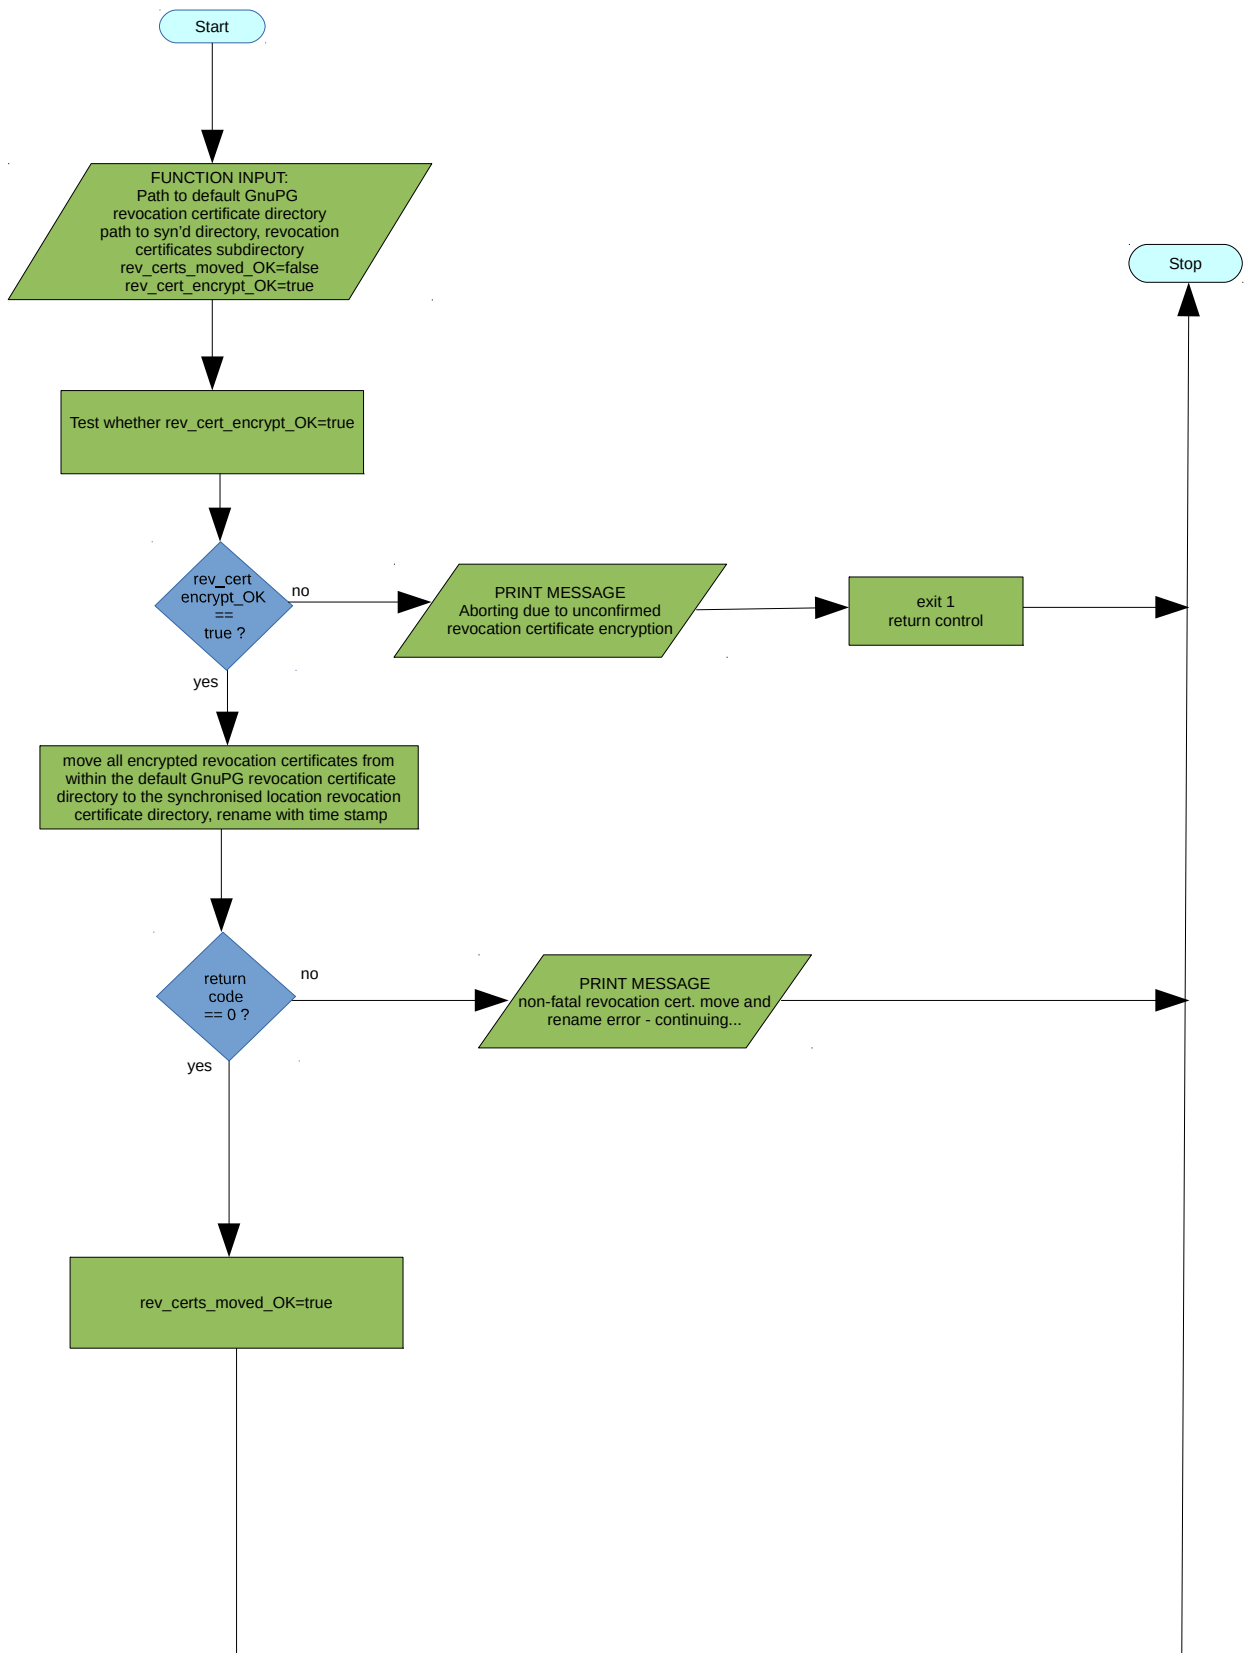 Start
FUNCTION INPUT:
Path to default GnuPG
revocation certificate directory
path to syn’d directory, revocation
certificates subdirectory
rev_certs_moved_OK=false
rev_cert_encrypt_OK=true
Stop
Test whether rev_cert_encrypt_OK=true
rev_cert
encrypt_OK
==
true ?
no
PRINT MESSAGE
Aborting due to unconfirmed
revocation certificate encryption
exit 1
return control
yes
move all encrypted revocation certificates from
within the default GnuPG revocation certificate
directory to the synchronised location revocation
certificate directory, rename with time stamp
return
code
== 0 ?
no
PRINT MESSAGE
non-fatal revocation cert. move and
rename error - continuing...
yes
rev_certs_moved_OK=true